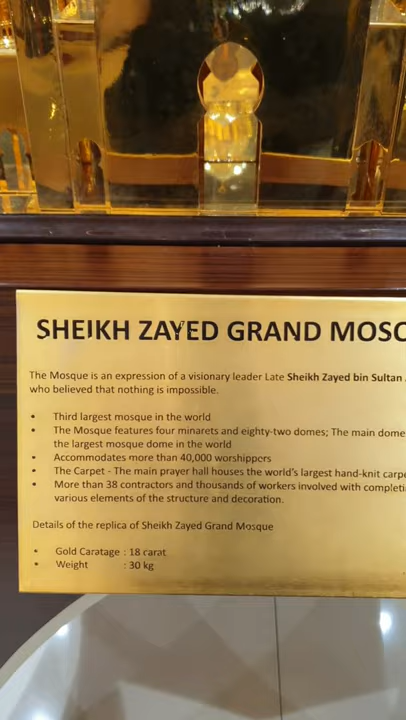 SHEIKH ZAYED GRAND
The Mosque is an expression of a visionary leader Late Sheikh Zayed bin Sultan
who believed that nothing is impossible.
• Third largest mosque in the world
• The Mosque features four minarets and eighty-two domes; The main dome
the largest mosque dome in the world
• Accommodates more than 40,000 worshippers
• The Carpet - The main prayer hall houses the world's largest hand-knit
• More than 38 contractors and thousands of workers involved with
various elements of the structure and decoration.
Details of the replica of Sheikh Zayed Grand Mosque
• Gold Caratage : 18 carat
• Weight : 30 kg